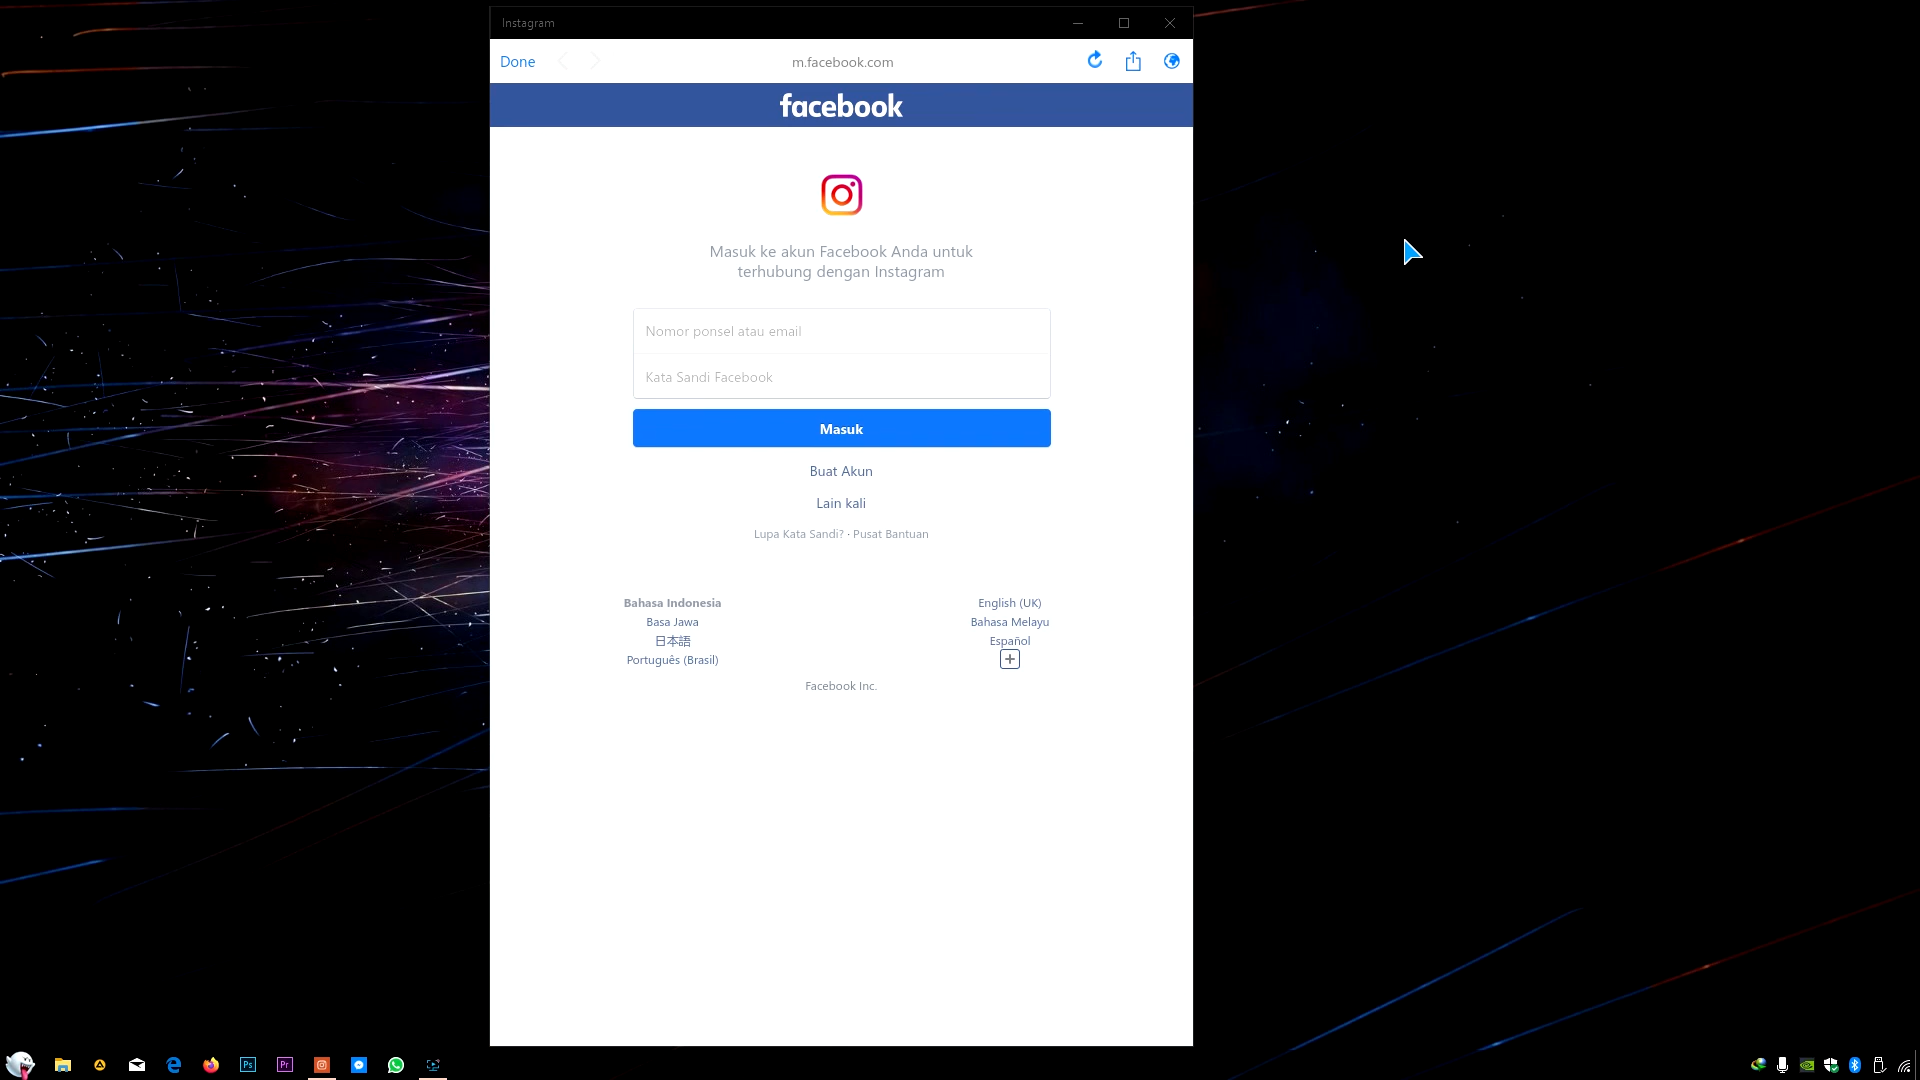 Instagram
Done
m.facebook.com
facebook
Masuk ke akun Facebook Anda untuk
terhubung dengan Instagram
Nomor ponsel atau email
Kata Sandi Facebook
Masuk
Buat Akun
Lain kali
Lupa Kata Sandi? · Pusat Bantuan
Bahasa Indonesia
English (UK)
Basa Jawa
Bahasa Melayu
日本語
Español
Português (Brasil)
Facebook Inc.
Ps
Pr